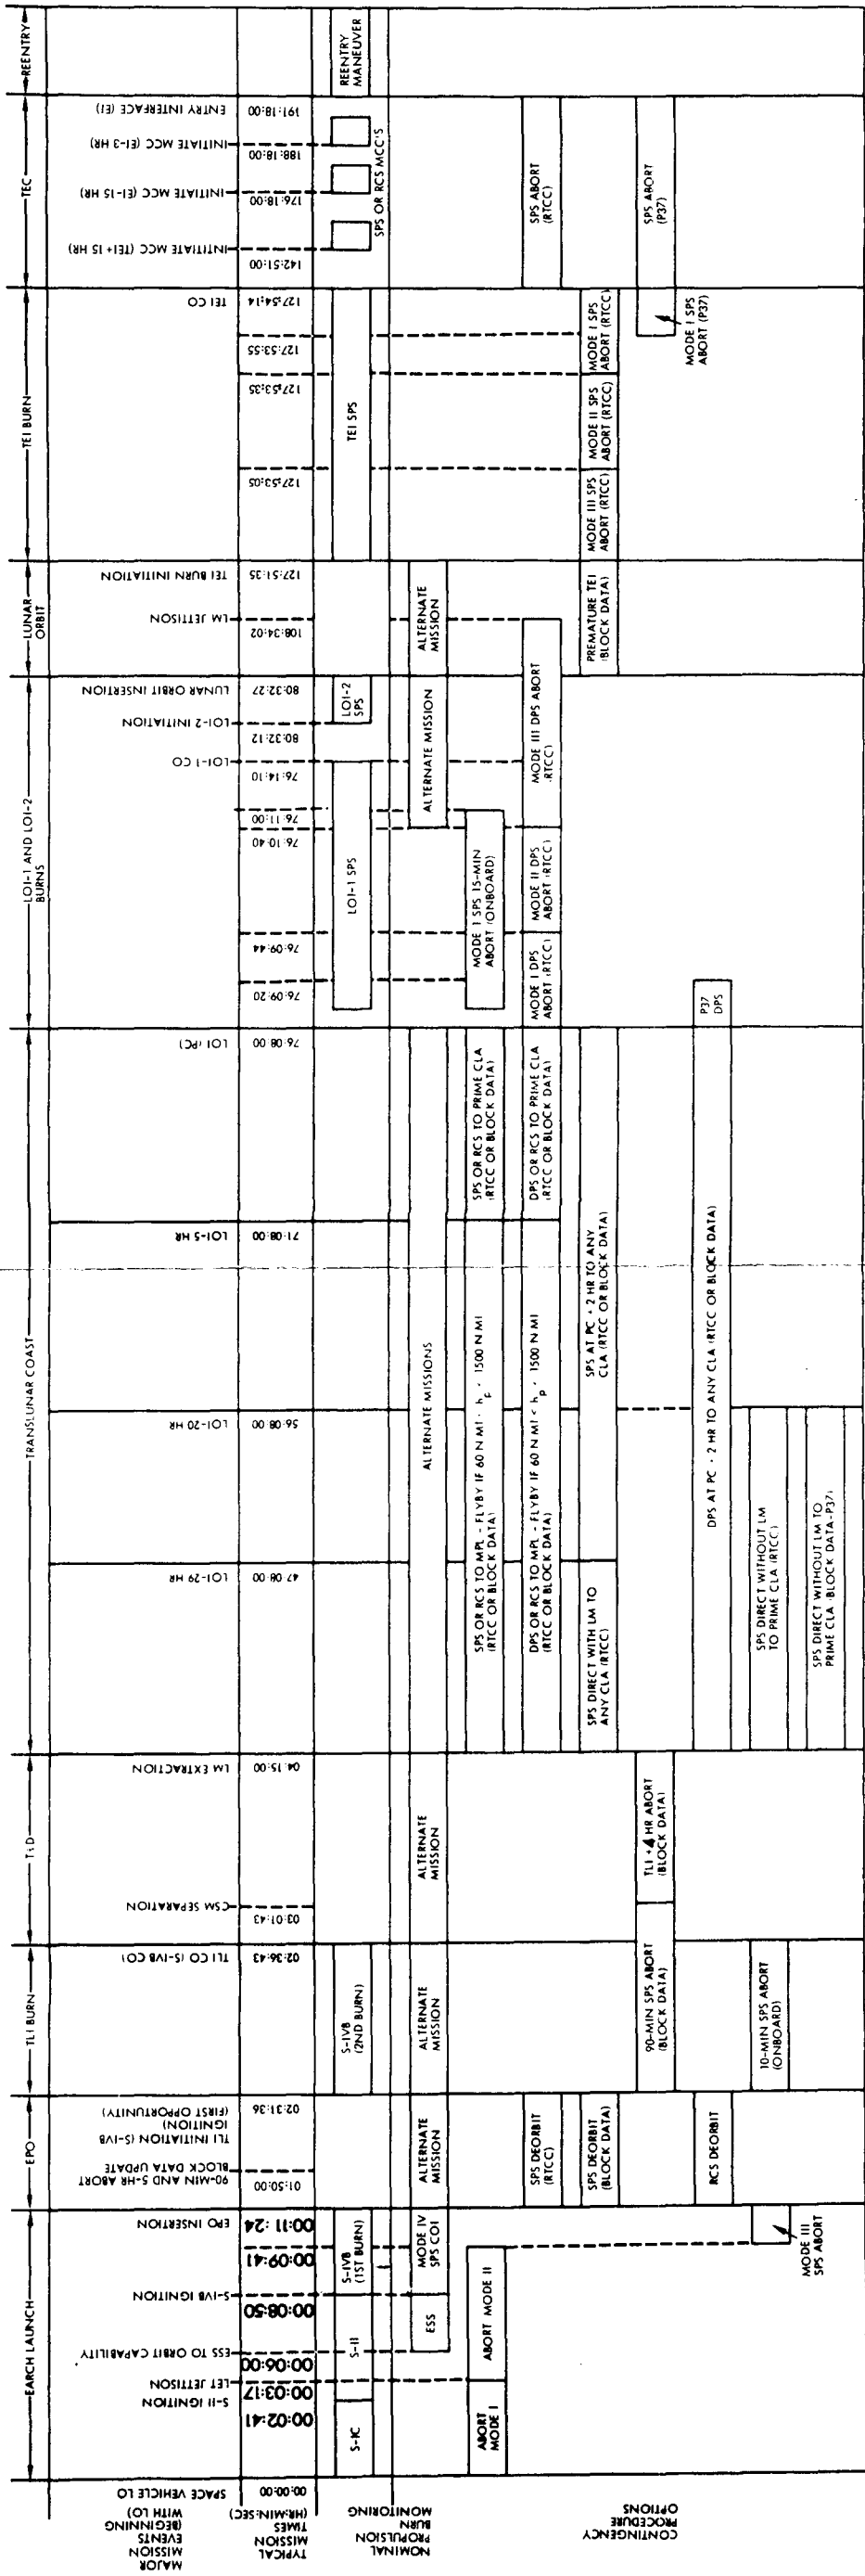 MAJOR
MISSION
EVENTS
(BEGINNING
WITH LO)
TYPICAL
MISSION
TIMES
(HR:MIN:SEC)
NOMINAL
PROPULSION
BURN
MONITORING
CONTINGENCY
PROCEDURE
OPTIONS
EARCH LAUNCH
EPO
TLI BURN
T&D
TRANSLUNAR COAST
LOI-1 AND LOI-2
BURNS
LUNAR
ORBIT
TEI BURN
TEC
REENTRY
SPACE VEHICLE LO
S-II IGNITION
LET JETTISON
ESS TO ORBIT CAPABILITY
S-IVB IGNITION
EPO INSERTION
90-MIN AND 5-HR ABORT
BLOCK DATA UPDATE
TLI INITIATION (S-IVB
IGNITION)
(FIRST OPPORTUNITY)
TLI CO (S-IVB CO)
CSM SEPARATION
LM EXTRACTION
LOI-29 HR
LOI-20 HR
LOI-5 HR
LOI (PC)
LOI-1 CO
LOI-2 INITIATION
LUNAR ORBIT INSERTION
LM JETTISON
TEI BURN INITIATION
TEI CO
INITIATE MCC (TEI+ 15 HR)
INITIATE MCC (EI-15 HR)
INITIATE MCC (EI-3 HR)
ENTRY INTERFACE (EI)
00:00:00
00:02:41
00:03:17
00:06:00
00:08:50
00:09:41
00:11:24
01:50:00
02:31:36
02:36:43
03:01:43
04:15:00
47:08:00
56:08:00
71:08:00
76:08:00
76:09:20
76:09:44
76:10:40
76:11:00
76:14:10
80:32:12
80:32:27
108:34:02
127:51:35
127:53:05
127:53:35
127:53:55
127:54:14
142:51:00
176:18:00
188:18:00
191:18:00
S-IC
S-II
S-IVB
(1ST BURN)
S-IVB
(2ND BURN)
LOI-1 SPS
LOI-2
SPS
TEI SPS
SPS OR RCS MCC'S
REENTRY
MANEUVER
ESS
MODE IV
SPS COI
ALTERNATE
MISSION
ALTERNATE
MISSION
ALTERNATE
MISSION
ALTERNATE MISSIONS
ALTERNATE MISSION
ALTERNATE
MISSION
ABORT
MODE I
ABORT MODE II
SPS OR RCS TO MPL - FLYBY IF 60 N MI < hp < 1500 N MI
(RTCC OR BLOCK DATA)
SPS OR RCS TO PRIME CLA
(RTCC OR BLOCK DATA)
MODE I SPS 15-MIN
ABORT (ONBOARD)
SPS DEORBIT
(RTCC)
DPS OR RCS TO MPL - FLYBY IF 60 N MI < hp < 1500 N MI
(RTCC OR BLOCK DATA)
DPS OR RCS TO PRIME CLA
(RTCC OR BLOCK DATA)
MODE I DPS
ABORT (RTCC)
MODE II DPS
ABORT (RTCC)
MODE III DPS ABORT
(RTCC)
SPS ABORT
(RTCC)
SPS DEORBIT
(BLOCK DATA)
SPS DIRECT WITH LM TO
ANY CLA (RTCC)
SPS AT PC + 2 HR TO ANY
CLA (RTCC OR BLOCK DATA)
PREMATURE TEI
(BLOCK DATA)
MODE III SPS
ABORT (RTCC)
MODE II SPS
ABORT (RTCC)
MODE I SPS
ABORT (RTCC)
90-MIN SPS ABORT
(BLOCK DATA)
TLI +4 HR ABORT
(BLOCK DATA)
MODE I SPS
ABORT (P37)
SPS ABORT
(P37)
RCS DEORBIT
DPS AT PC + 2 HR TO ANY CLA (RTCC OR BLOCK DATA)
P37
DPS
MODE III
SPS ABORT
10-MIN SPS ABORT
(ONBOARD)
SPS DIRECT WITHOUT LM
TO PRIME CLA (RTCC)
SPS DIRECT WITHOUT LM TO
PRIME CLA (BLOCK DATA-P37)